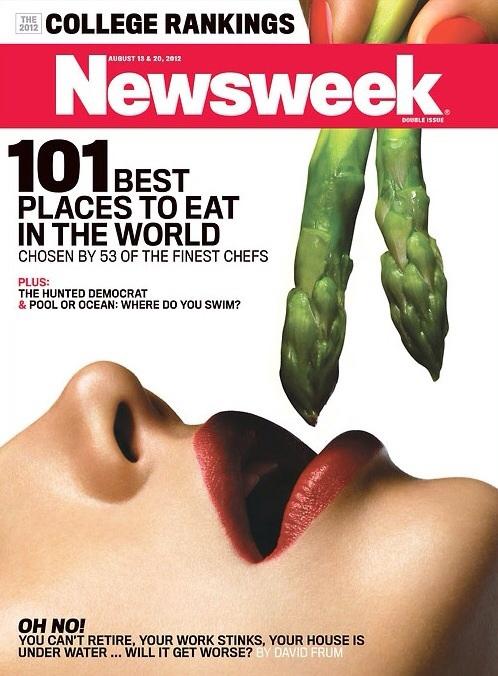 THE
2012
COLLEGE RANKINGS
AUGUST 13 & 20, 2012
Newsweek®
DOUBLE ISSUE
101 BEST
PLACES TO EAT
IN THE WORLD
CHOSEN BY 53 OF THE FINEST CHEFS
PLUS:
THE HUNTED DEMOCRAT
& POOL OR OCEAN: WHERE DO YOU SWIM?
OH NO!
YOU CAN'T RETIRE, YOUR WORK STINKS, YOUR HOUSE IS
UNDER WATER ... WILL IT GET WORSE? BY DAVID FRUM